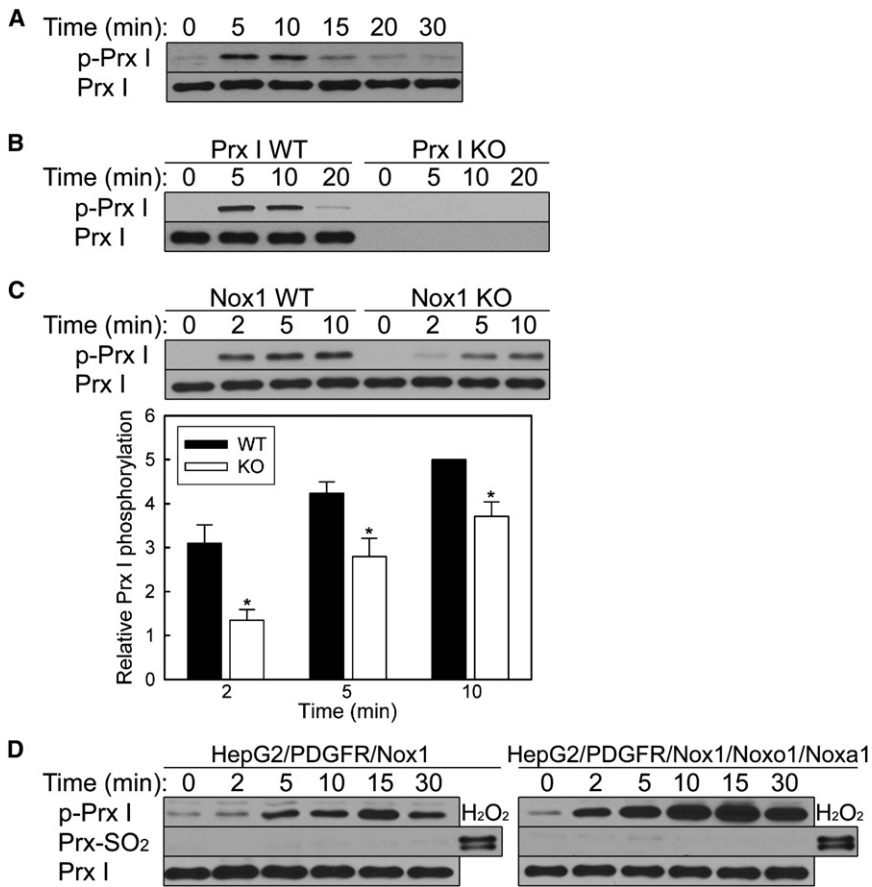 A
Time (min): 0 5 10 15 20 30
p-Prx I
Prx I
B
Prx I WT Prx I KO
Time (min): 0 5 10 20 0 5 10 20
p-Prx I
Prx I
C
Nox1 WT Nox1 KO
Time (min): 0 2 5 10 0 2 5 10
p-Prx I
Prx I
Relative Prx I phosphorylation
6
5
4
3
2
1
0
WT
KO
* * *
2 5 10
Time (min)
D
HepG2/PDGFR/Nox1 HepG2/PDGFR/Nox1/Noxo1/Noxa1
Time (min): 0 2 5 10 15 30 0 2 5 10 15 30
p-Prx I H₂O₂ H₂O₂
Prx-SO₂
Prx I